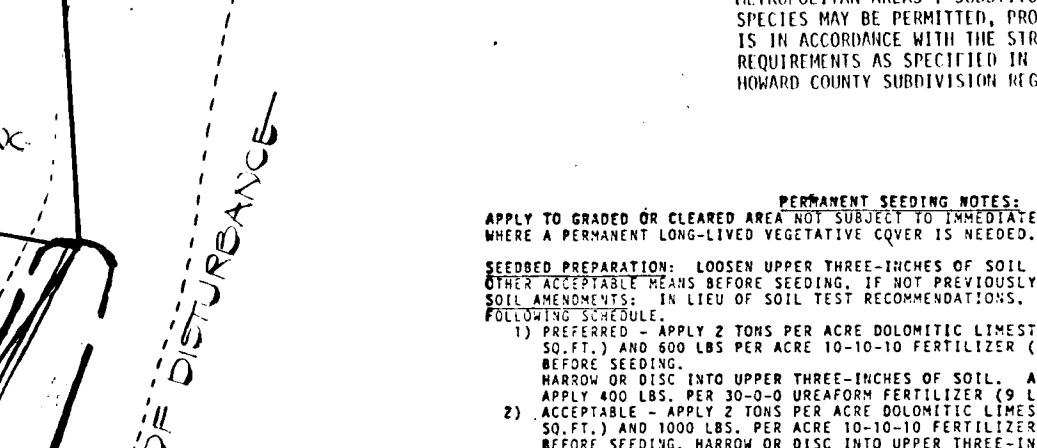 METROPOLITAN AREAS
SPECIES MAY BE PERMITTED, PRO
IS IN ACCORDANCE WITH THE STR
REQUIREMENTS AS SPECIFIED IN
HOWARD COUNTY SUBDIVISION REG
OF DISTURBANCE
PERMANENT SEEDING NOTES:
APPLY TO GRADED OR CLEARED AREA NOT SUBJECT TO IMMEDIATE
WHERE A PERMANENT LONG-LIVED VEGETATIVE COVER IS NEEDED.
SEEDBED PREPARATION: LOOSEN UPPER THREE-INCHES OF SOIL
OTHER ACCEPTABLE MEANS BEFORE SEEDING, IF NOT PREVIOUSLY
SOIL AMENDMENTS: IN LIEU OF SOIL TEST RECOMMENDATIONS,
FOLLOWING SCHEDULE.
1) PREFERRED - APPLY 2 TONS PER ACRE DOLOMITIC LIMEST
SQ.FT.) AND 600 LBS PER ACRE 10-10-10 FERTILIZER (
BEFORE SEEDING.
HARROW OR DISC INTO UPPER THREE-INCHES OF SOIL. A
APPLY 400 LBS. PER 30-0-0 UREAFORM FERTILIZER (9 L
2) ACCEPTABLE - APPLY 2 TONS PER ACRE DOLOMITIC LIMES
SQ.FT.) AND 1000 LBS. PER ACRE 10-10-10 FERTILIZER
BEFORE SEEDING. HARROW OR DISC INTO UPPER THREE-IN